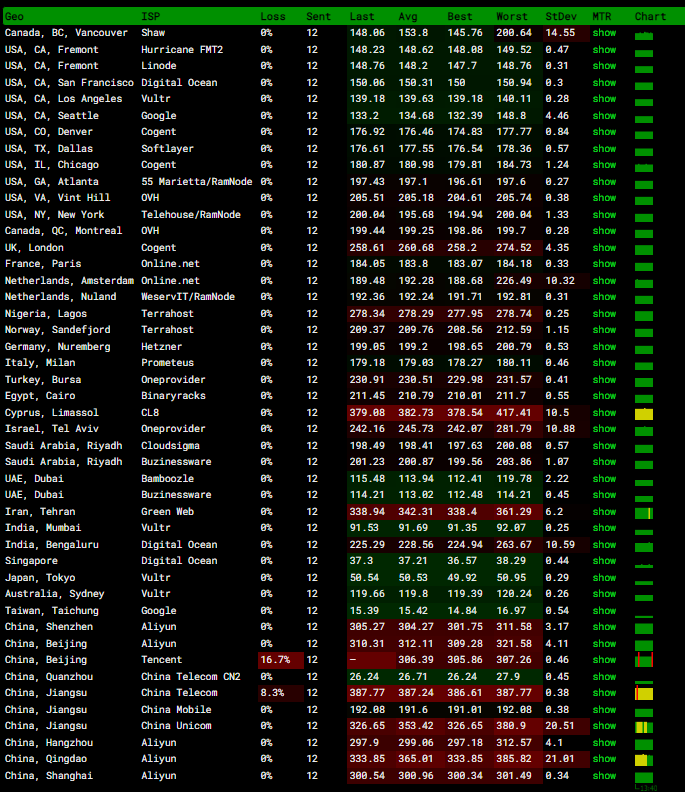 Geo ISP Loss Sent Last Avg Best Worst StDev MTR Chart
Canada, BC, Vancouver Shaw 0% 12 148.06 153.8 145.76 200.64 14.55 show
USA, CA, Fremont Hurricane FMT2 0% 12 148.23 148.62 148.08 149.52 0.47 show
USA, CA, Fremont Linode 0% 12 148.76 148.2 147.7 148.76 0.31 show
USA, CA, San Francisco Digital Ocean 0% 12 150.06 150.31 150 150.94 0.3 show
USA, CA, Los Angeles Vultr 0% 12 139.18 139.63 139.18 140.11 0.28 show
USA, CA, Seattle Google 0% 12 133.2 134.68 132.39 148.8 4.46 show
USA, CO, Denver Cogent 0% 12 176.92 176.46 174.83 177.77 0.84 show
USA, TX, Dallas Softlayer 0% 12 176.61 177.55 176.54 178.36 0.57 show
USA, IL, Chicago Cogent 0% 12 180.87 180.98 179.81 184.73 1.24 show
USA, GA, Atlanta 55 Marietta/RamNode 0% 12 197.43 197.1 196.61 197.6 0.27 show
USA, VA, Vint Hill OVH 0% 12 205.51 205.18 204.61 205.74 0.38 show
USA, NY, New York Telehouse/RamNode 0% 12 200.04 195.68 194.94 200.04 1.33 show
Canada, QC, Montreal OVH 0% 12 199.44 199.25 198.86 199.7 0.28 show
UK, London Cogent 0% 12 258.61 260.68 258.2 274.52 4.35 show
France, Paris Online.net 0% 12 184.05 183.8 183.07 184.18 0.33 show
Netherlands, Amsterdam Online.net 0% 12 189.48 192.28 188.68 226.49 10.32 show
Netherlands, Nuland WeservIT/RamNode 0% 12 192.36 192.24 191.71 192.81 0.31 show
Nigeria, Lagos Terrahost 0% 12 278.34 278.29 277.95 278.74 0.25 show
Norway, Sandefjord Terrahost 0% 12 209.37 209.76 208.56 212.59 1.15 show
Germany, Nuremberg Hetzner 0% 12 199.05 199.2 198.65 200.79 0.53 show
Italy, Milan Prometeus 0% 12 179.18 179.03 178.27 180.11 0.46 show
Turkey, Bursa Oneprovider 0% 12 230.91 230.51 229.98 231.57 0.41 show
Egypt, Cairo Binaryracks 0% 12 211.45 210.79 210.01 211.7 0.55 show
Cyprus, Limassol CL8 0% 12 379.08 382.73 378.54 417.41 10.5 show
Israel, Tel Aviv Oneprovider 0% 12 242.16 245.73 242.07 281.79 10.88 show
Saudi Arabia, Riyadh Cloudsigma 0% 12 198.49 198.41 197.63 200.08 0.57 show
Saudi Arabia, Riyadh Buzinessware 0% 12 201.23 200.87 199.56 203.86 1.07 show
UAE, Dubai Bamboozle 0% 12 115.48 113.94 112.41 119.78 2.22 show
UAE, Dubai Buzinessware 0% 12 114.21 113.02 112.48 114.21 0.45 show
Iran, Tehran Green Web 0% 12 338.94 342.31 338.4 361.29 6.2 show
India, Mumbai Vultr 0% 12 91.53 91.69 91.35 92.07 0.25 show
India, Bengaluru Digital Ocean 0% 12 225.29 228.56 224.94 263.67 10.59 show
Singapore Digital Ocean 0% 12 37.3 37.21 36.57 38.29 0.44 show
Japan, Tokyo Vultr 0% 12 50.54 50.53 49.92 50.95 0.29 show
Australia, Sydney Vultr 0% 12 119.66 119.8 119.39 120.24 0.26 show
Taiwan, Taichung Google 0% 12 15.39 15.42 14.84 16.97 0.54 show
China, Shenzhen Aliyun 0% 12 305.27 304.27 301.75 311.58 3.17 show
China, Beijing Aliyun 0% 12 310.31 312.11 309.28 321.58 4.11 show
China, Beijing Tencent 16.7% 12 – 306.39 305.86 307.26 0.46 show
China, Quanzhou China Telecom CN2 0% 12 26.24 26.71 26.24 27.9 0.45 show
China, Jiangsu China Telecom 8.3% 12 387.77 387.24 386.61 387.77 0.38 show
China, Jiangsu China Mobile 0% 12 192.08 191.6 191.01 192.08 0.38 show
China, Jiangsu China Unicom 0% 12 326.65 353.42 326.65 380.9 20.51 show
China, Hangzhou Aliyun 0% 12 297.9 299.06 297.18 312.57 4.1 show
China, Qingdao Aliyun 0% 12 333.85 365.01 333.85 385.82 21.01 show
China, Shanghai Aliyun 0% 12 300.54 300.96 300.34 301.49 0.34 show